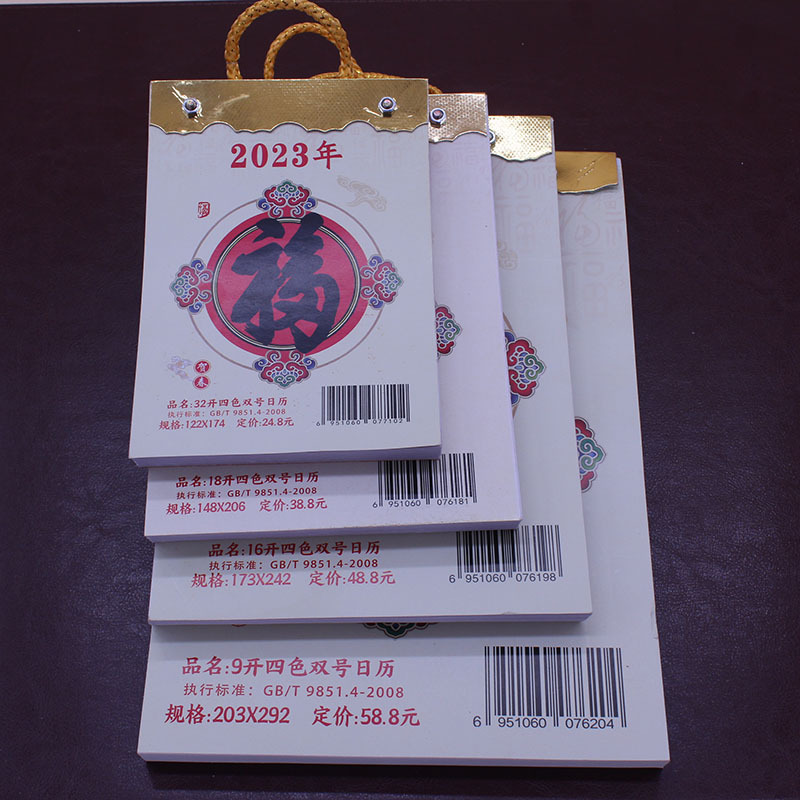 2023年
福
贺春
品名:32开四色双号日历
执行标准: GB/T 9851.4-2008
规格:122X174 定价:24.8元
6 951060 077102
品名:18开四色双号日历
执行标准: GB/T 9851.4-2008
规格:148X206 定价:38.8元
6 951060 076181
品名:16开四色双号日历
执行标准: GB/T 9851.4-2008
规格:173X242 定价:48.8元
6 951060 076198
品名:9开四色双号日历
执行标准: GB/T 9851.4-2008
规格:203X292 定价:58.8元
6 951060 076204